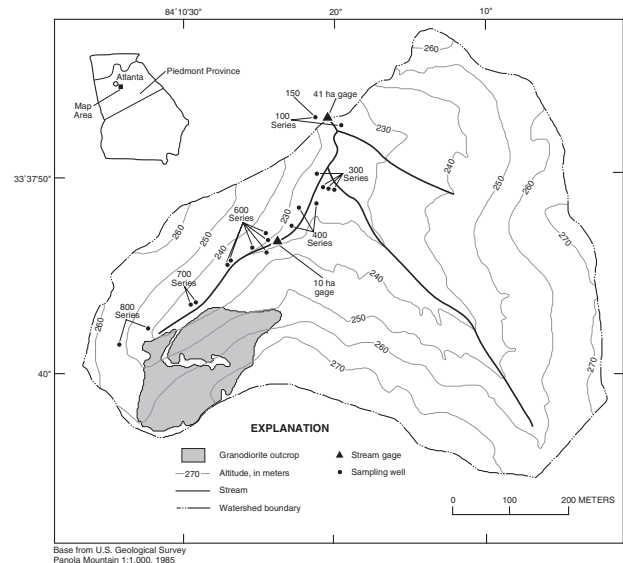 84°10'30"
20"
10"
260
Atlanta
Piedmont Province
Map
Area
150
41 ha gage
100
Series
230
240
250
260
270
33°37'50"
300
Series
600
Series
230
400
Series
260
250
240
700
Series
10 ha
gage
240
800
Series
260
250
260
270
270
40"
EXPLANATION
Granodiorite outcrop
Stream gage
270
Altitude, in meters
Sampling well
Stream
Watershed boundary
0 100 200 METERS
Base from U.S. Geological Survey
Panola Mountain 1:1,000, 1985